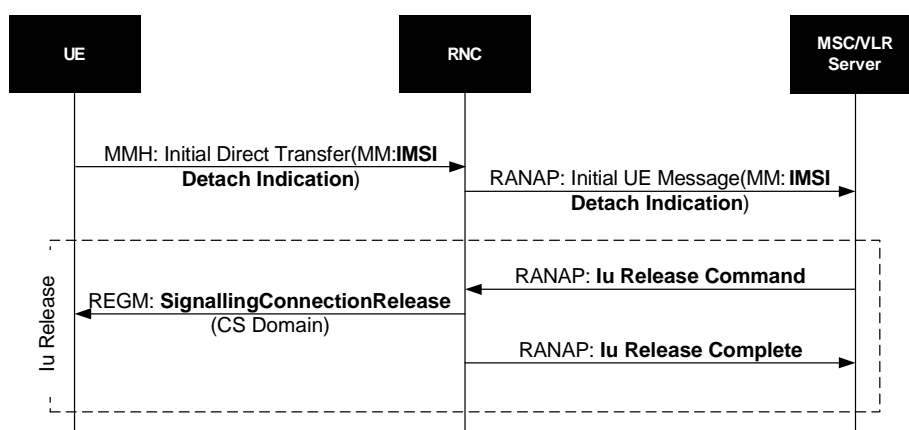 UE
RNC
MSC/VLR
Server
MMH: Initial Direct Transfer(MM:IMSI
Detach Indication)
RANAP: Initial UE Message(MM: IMSI
Detach Indication)
Iu Release
RANAP: Iu Release Command
REGM: SignallingConnectionRelease
(CS Domain)
RANAP: Iu Release Complete